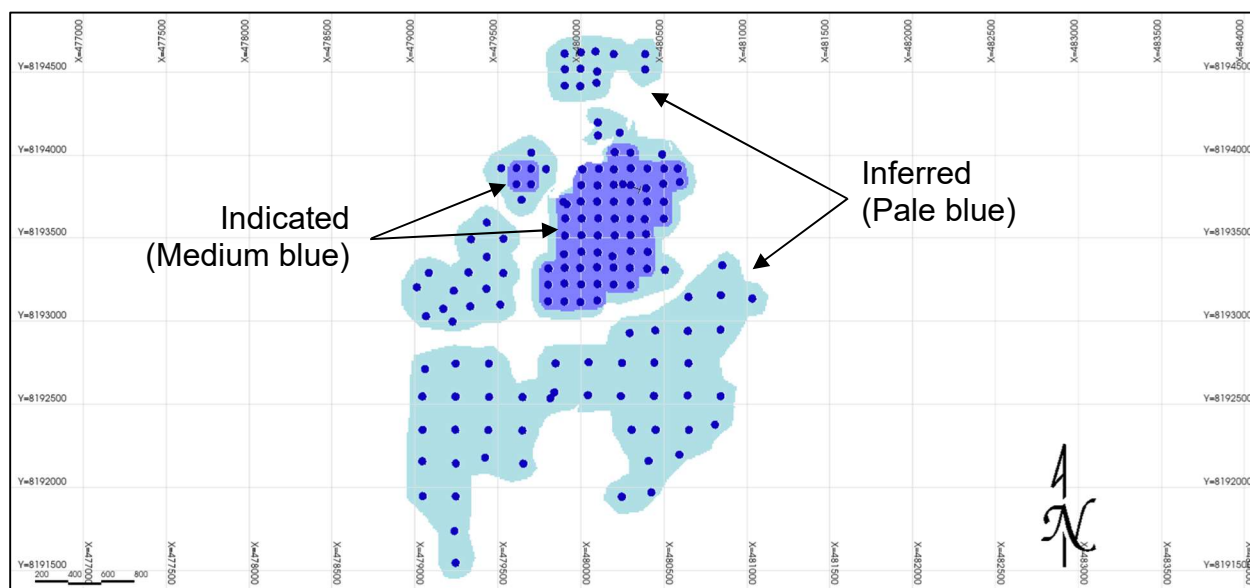 X=477000
X=477500
X=478000
X=478500
X=479000
X=479500
X=480000
X=480500
X=481000
X=481500
X=482000
X=482500
X=483000
X=483500
X=484000
Y=8194500
Y=8194500
Y=8194000
Y=8194000
Inferred
(Pale blue)
Indicated
(Medium blue)
Y=8193500
Y=8193500
Y=8193000
Y=8193000
Y=8192500
Y=8192500
Y=8192000
Y=8192000
N
Y=8191500
Y=8191500
200 400 600 800